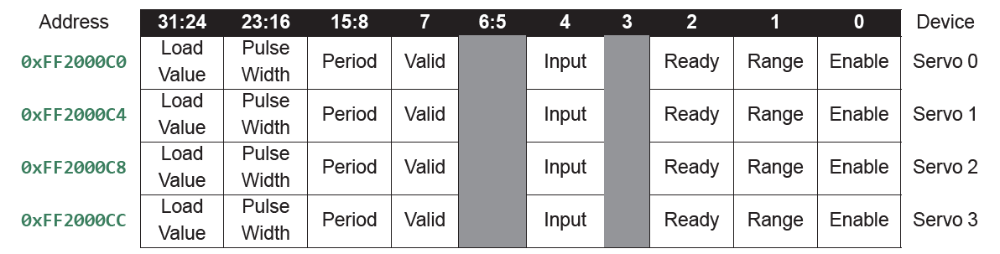 Address 31:24 23:16 15:8 7 6:5 4 3 2 1 0 Device
0xFF2000C0 Load Value Pulse Width Period Valid Input Ready Range Enable Servo 0
0xFF2000C4 Load Value Pulse Width Period Valid Input Ready Range Enable Servo 1
0xFF2000C8 Load Value Pulse Width Period Valid Input Ready Range Enable Servo 2
0xFF2000CC Load Value Pulse Width Period Valid Input Ready Range Enable Servo 3